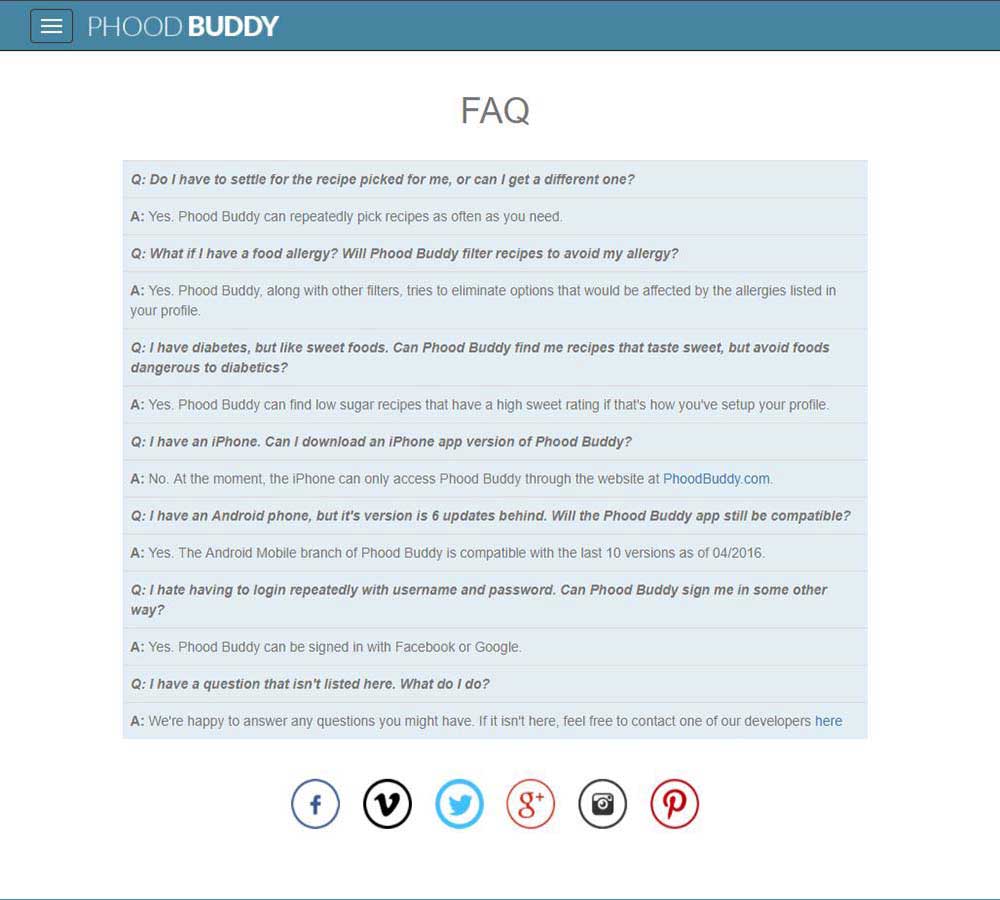 PHOOD BUDDY
FAQ
Q: Do I have to settle for the recipe picked for me, or can I get a different one?
A: Yes. Phood Buddy can repeatedly pick recipes as often as you need.
Q: What if I have a food allergy? Will Phood Buddy filter recipes to avoid my allergy?
A: Yes. Phood Buddy, along with other filters, tries to eliminate options that would be affected by the allergies listed in
your profile.
Q: I have diabetes, but like sweet foods. Can Phood Buddy find me recipes that taste sweet, but avoid foods
dangerous to diabetics?
A: Yes. Phood Buddy can find low sugar recipes that have a high sweet rating if that's how you've setup your profile.
Q: I have an iPhone. Can I download an iPhone app version of Phood Buddy?
A: No. At the moment, the iPhone can only access Phood Buddy through the website at PhoodBuddy.com.
Q: I have an Android phone, but it's version is 6 updates behind. Will the Phood Buddy app still be compatible?
A: Yes. The Android Mobile branch of Phood Buddy is compatible with the last 10 versions as of 04/2016.
Q: I hate having to login repeatedly with username and password. Can Phood Buddy sign me in some other
way?
A: Yes. Phood Buddy can be signed in with Facebook or Google.
Q: I have a question that isn't listed here. What do I do?
A: We're happy to answer any questions you might have. If it isn't here, feel free to contact one of our developers here